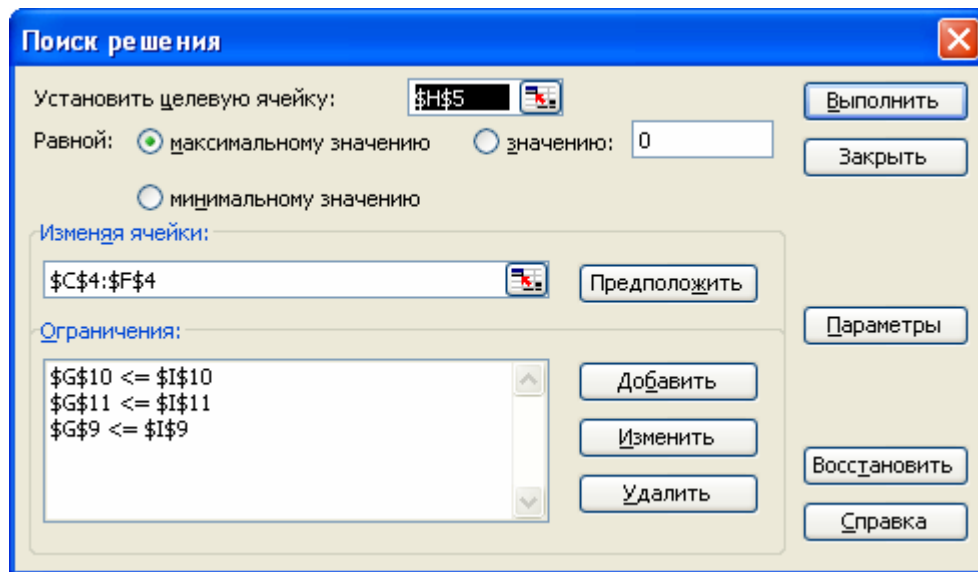 Поиск решения
Установить целевую ячейку: $H$5
Выполнить
Равной: максимальному значению значению: 0
Закрыть
минимальному значению
Изменяя ячейки:
$C$4:$F$4
Предположить
Параметры
Ограничения:
$G$10 <= $I$10
$G$11 <= $I$11
$G$9 <= $I$9
Добавить
Изменить
Удалить
Восстановить
Справка